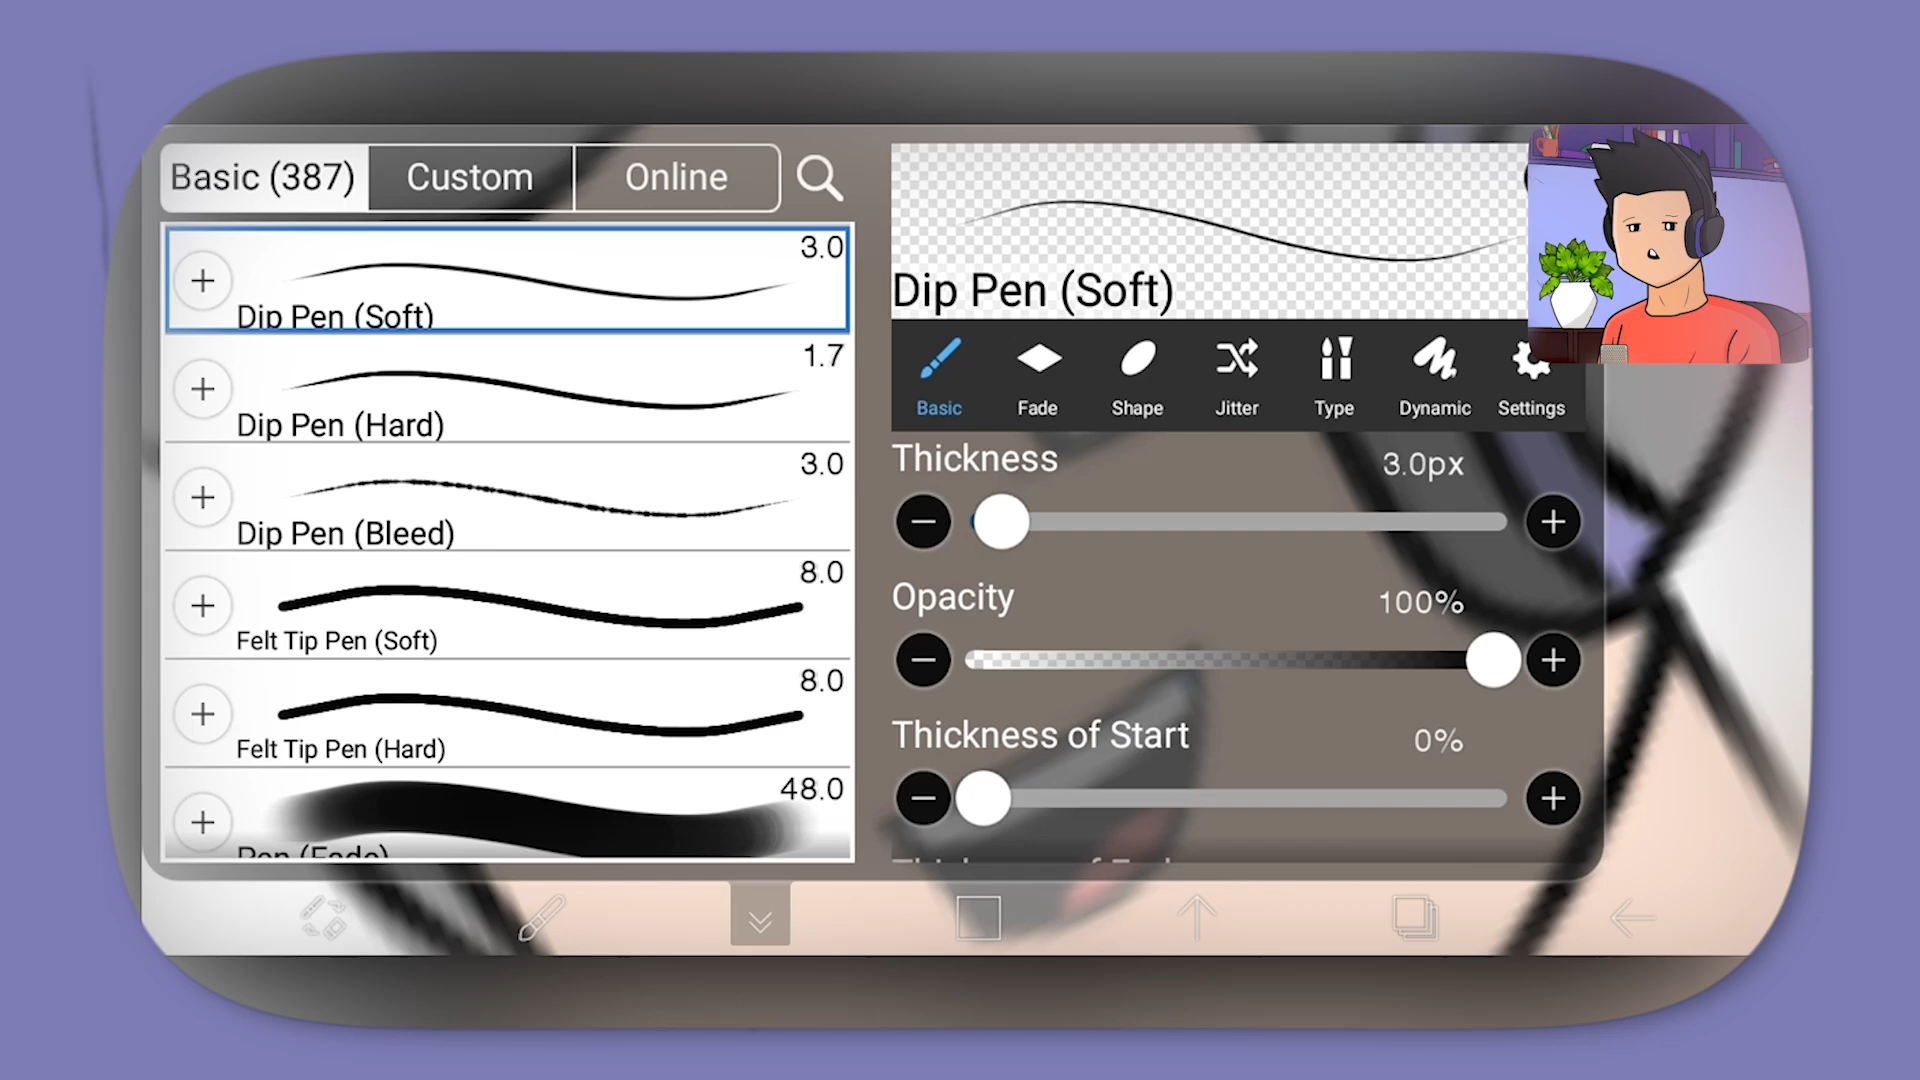 Basic (387)
Custom
Online
3.0
Dip Pen (Soft)
1.7
Dip Pen (Hard)
3.0
Dip Pen (Bleed)
8.0
Felt Tip Pen (Soft)
8.0
Felt Tip Pen (Hard)
48.0
Pen (Fade)
Dip Pen (Soft)
Basic
Fade
Shape
Jitter
Type
Dynamic
Settings
Thickness
3.0px
Opacity
100%
Thickness of Start
0%